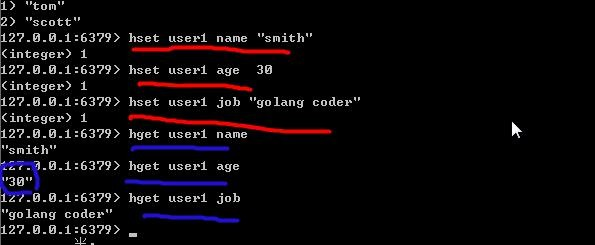 1) "tom"
2) "scott"
127.0.0.1:6379> hset user1 name "smith"
(integer) 1
127.0.0.1:6379> hset user1 age  30
(integer) 1
127.0.0.1:6379> hset user1 job "golang coder"
(integer) 1
127.0.0.1:6379> hget user1 name
"smith"
127.0.0.1:6379> hget user1 age
"30"
127.0.0.1:6379> hget user1 job
"golang coder"
127.0.0.1:6379>